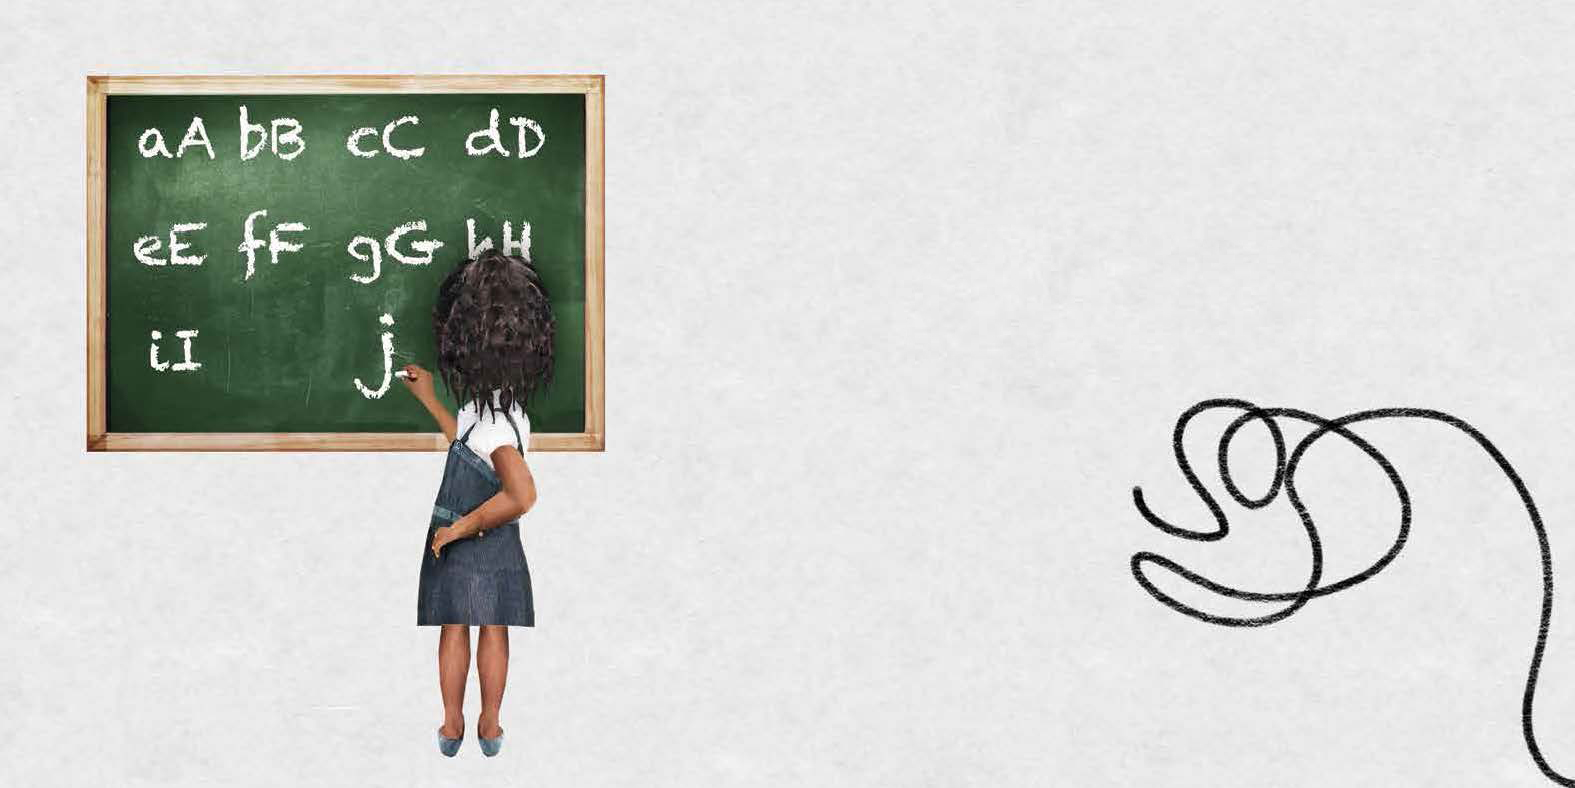 aA bB cC dD
eE fF gG hH
iI j